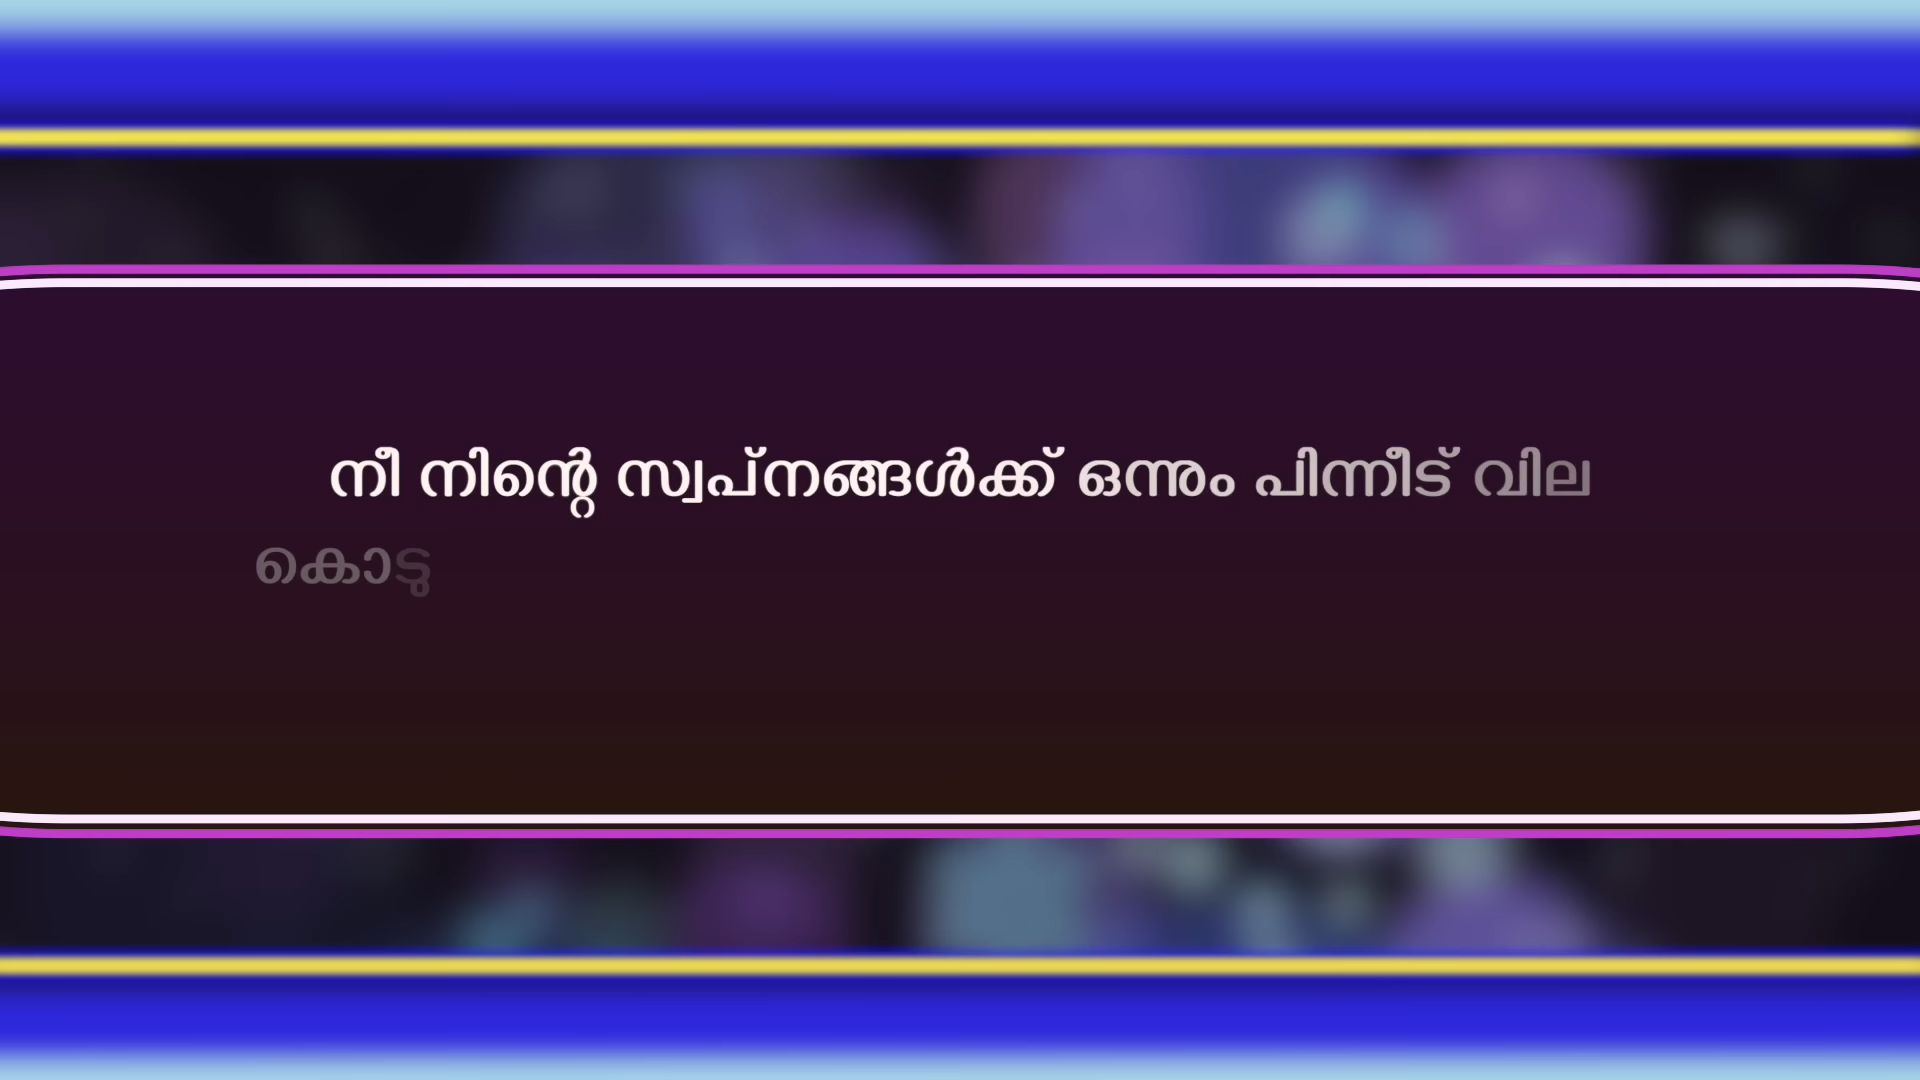 നീ നിന്റെ സ്വപ്നങ്ങൾക്ക് ഒന്നും പിന്നീട് വില
കൊടു